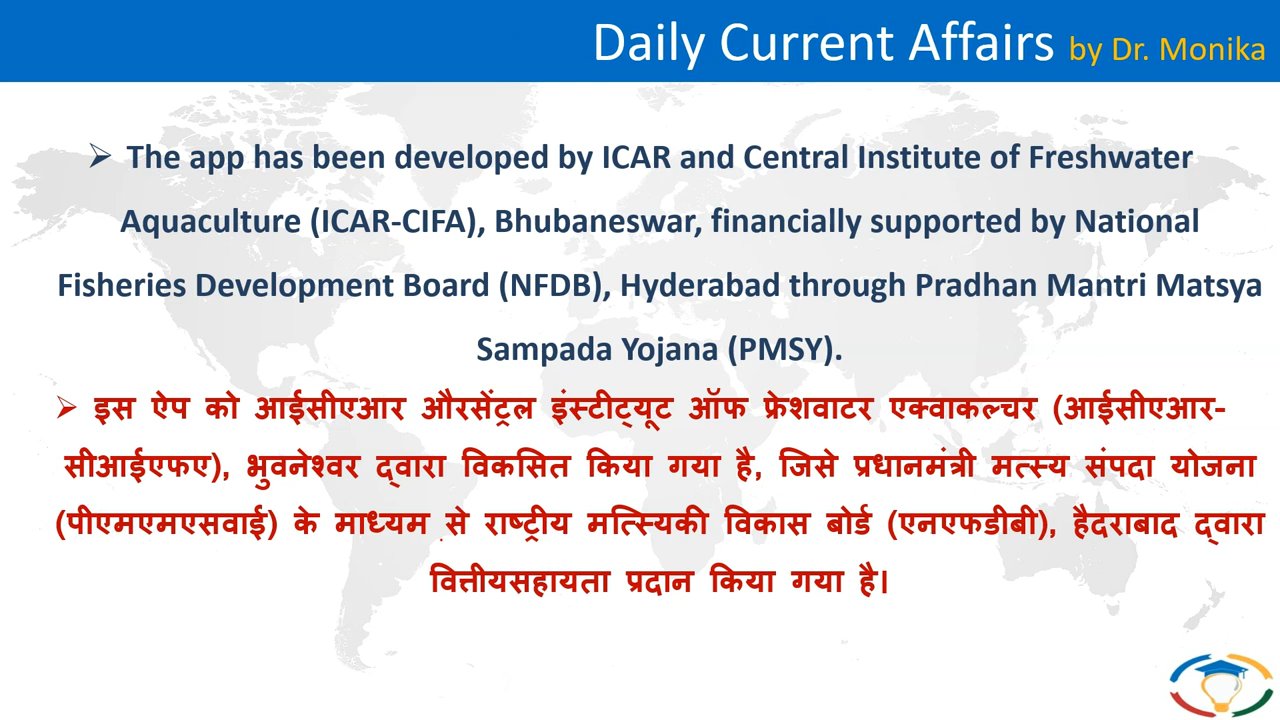 Daily Current Affairs by Dr. Monika
➢ The app has been developed by ICAR and Central Institute of Freshwater
Aquaculture (ICAR-CIFA), Bhubaneswar, financially supported by National
Fisheries Development Board (NFDB), Hyderabad through Pradhan Mantri Matsya
Sampada Yojana (PMSY).
➢ इस ऐप को आईसीएआर औरसेंट्रल इंस्टीट्यूट ऑफ फ्रेशवाटर एक्वाकल्चर (आईसीएआर-
सीआईएफए), भुवनेश्वर द्वारा विकसित किया गया है, जिसे प्रधानमंत्री मत्स्य संपदा योजना
(पीएमएमएसवाई) के माध्यम से राष्ट्रीय मत्स्यिकी विकास बोर्ड (एनएफडीबी), हैदराबाद द्वारा
वित्तीयसहायता प्रदान किया गया है।